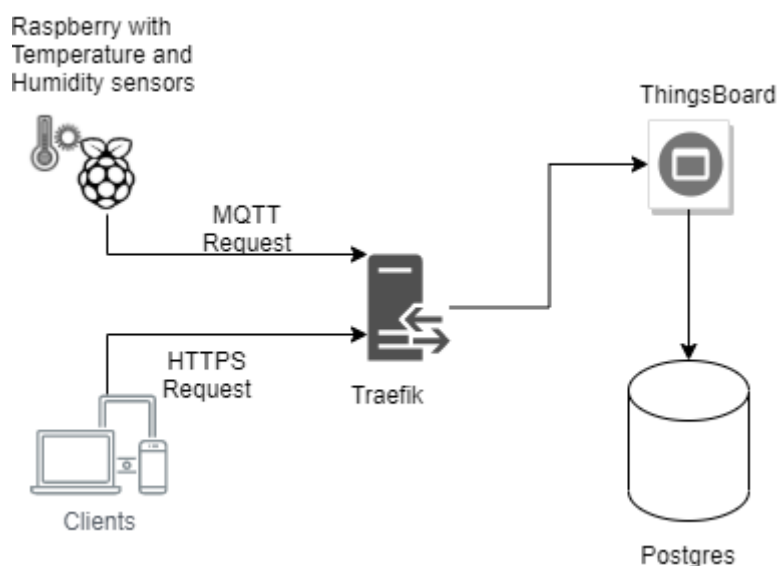 Raspberry with
Temperature and
Humidity sensors
ThingsBoard
MQTT
Request
HTTPS
Request
Traefik
Clients
Postgres